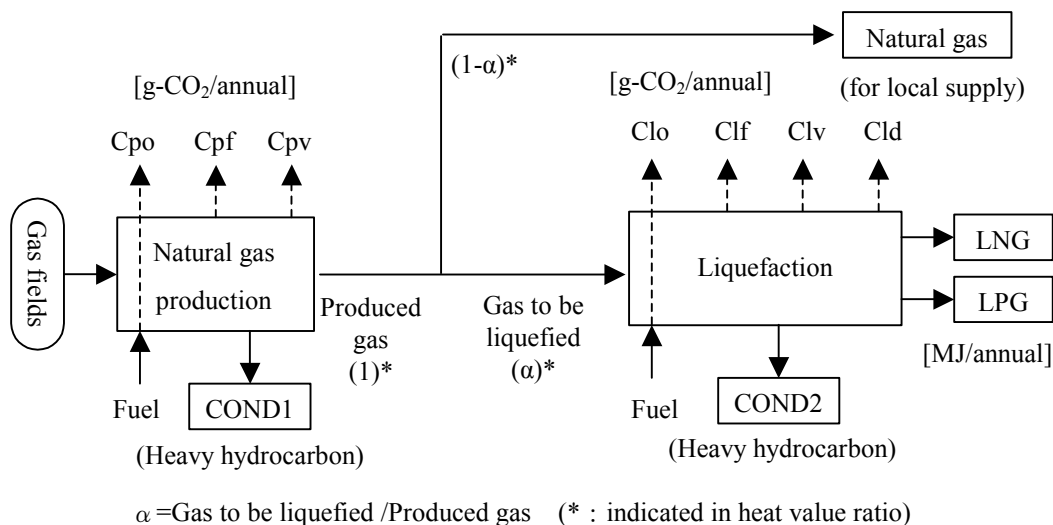 Natural gas
(1-α)*
(for local supply)
[g-CO₂/annual]
[g-CO₂/annual]
Cpo Cpf Cpv
Clo Clf Clv Cld
Gas fields
Natural gas
production
Liquefaction
LNG
LPG
[MJ/annual]
Produced
gas
(1)*
Gas to be
liquefied
(α)*
Fuel
COND1
(Heavy hydrocarbon)
Fuel
COND2
(Heavy hydrocarbon)
α=Gas to be liquefied /Produced gas (*：indicated in heat value ratio)